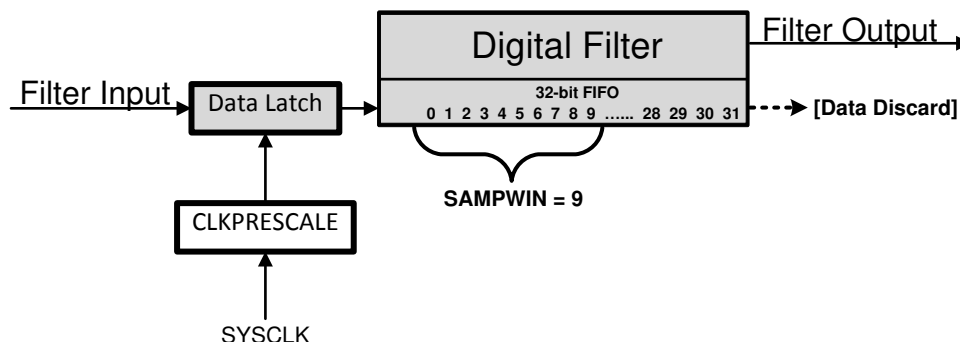 Digital Filter
Filter Output
Filter Input
Data Latch
32-bit FIFO
0 1 2 3 4 5 6 7 8 9 ...... 28 29 30 31
[Data Discard]
SAMPWIN = 9
CLKPRESCALE
SYSCLK